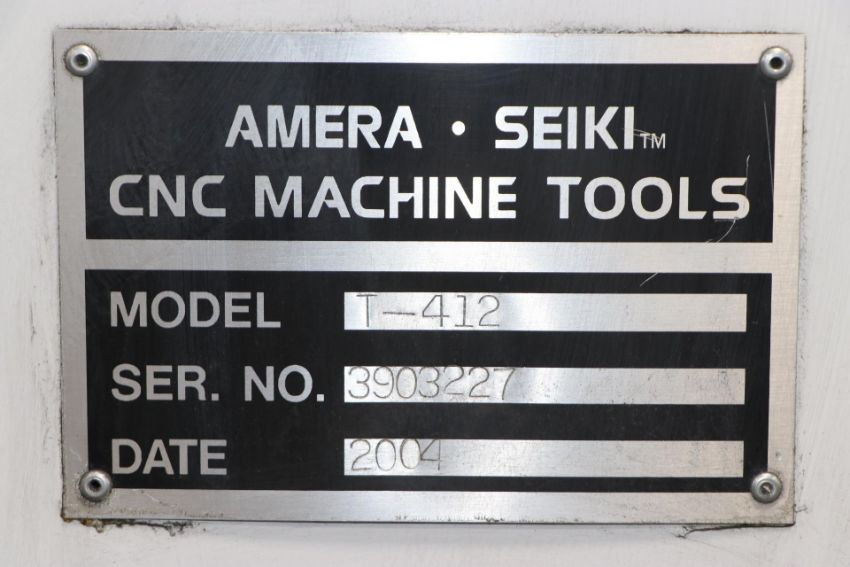 AMERA • SEIKI™
CNC MACHINE TOOLS
MODEL T-412
SER. NO. 3903227
DATE 2004